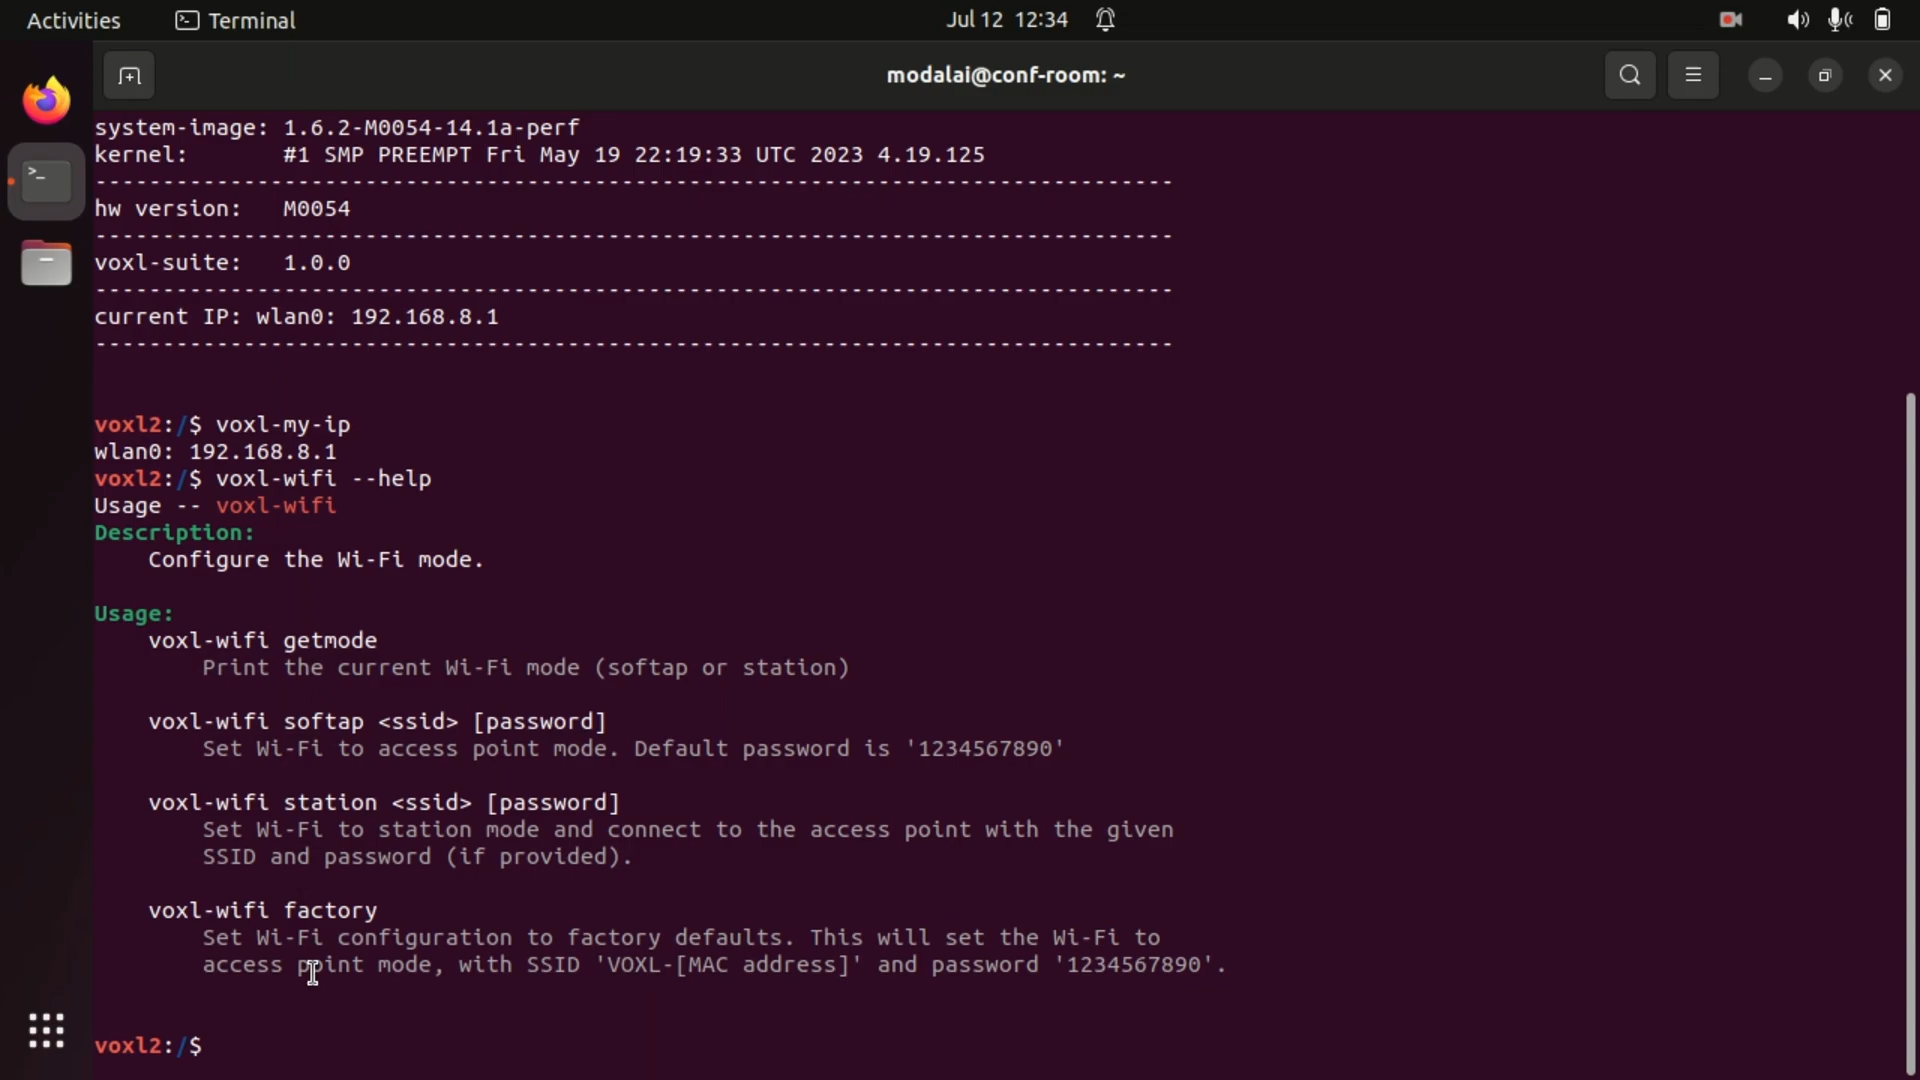 Activities Terminal Jul 12 12:34
modalai@conf-room: ~
system-image: 1.6.2-M0054-14.1a-perf
kernel:       #1 SMP PREEMPT Fri May 19 22:19:33 UTC 2023 4.19.125
--------------------------------------------------------------------------------
hw version:   M0054
--------------------------------------------------------------------------------
voxl-suite:   1.0.0
--------------------------------------------------------------------------------
current IP: wlan0: 192.168.8.1
--------------------------------------------------------------------------------
voxl2:/$ voxl-my-ip
wlan0: 192.168.8.1
voxl2:/$ voxl-wifi --help
Usage -- voxl-wifi
Description:
    Configure the Wi-Fi mode.
Usage:
    voxl-wifi getmode
        Print the current Wi-Fi mode (softap or station)
    voxl-wifi softap <ssid> [password]
        Set Wi-Fi to access point mode. Default password is '1234567890'
    voxl-wifi station <ssid> [password]
        Set Wi-Fi to station mode and connect to the access point with the given
        SSID and password (if provided).
    voxl-wifi factory
        Set Wi-Fi configuration to factory defaults. This will set the Wi-Fi to
        access point mode, with SSID 'VOXL-[MAC address]' and password '1234567890'.
voxl2:/$